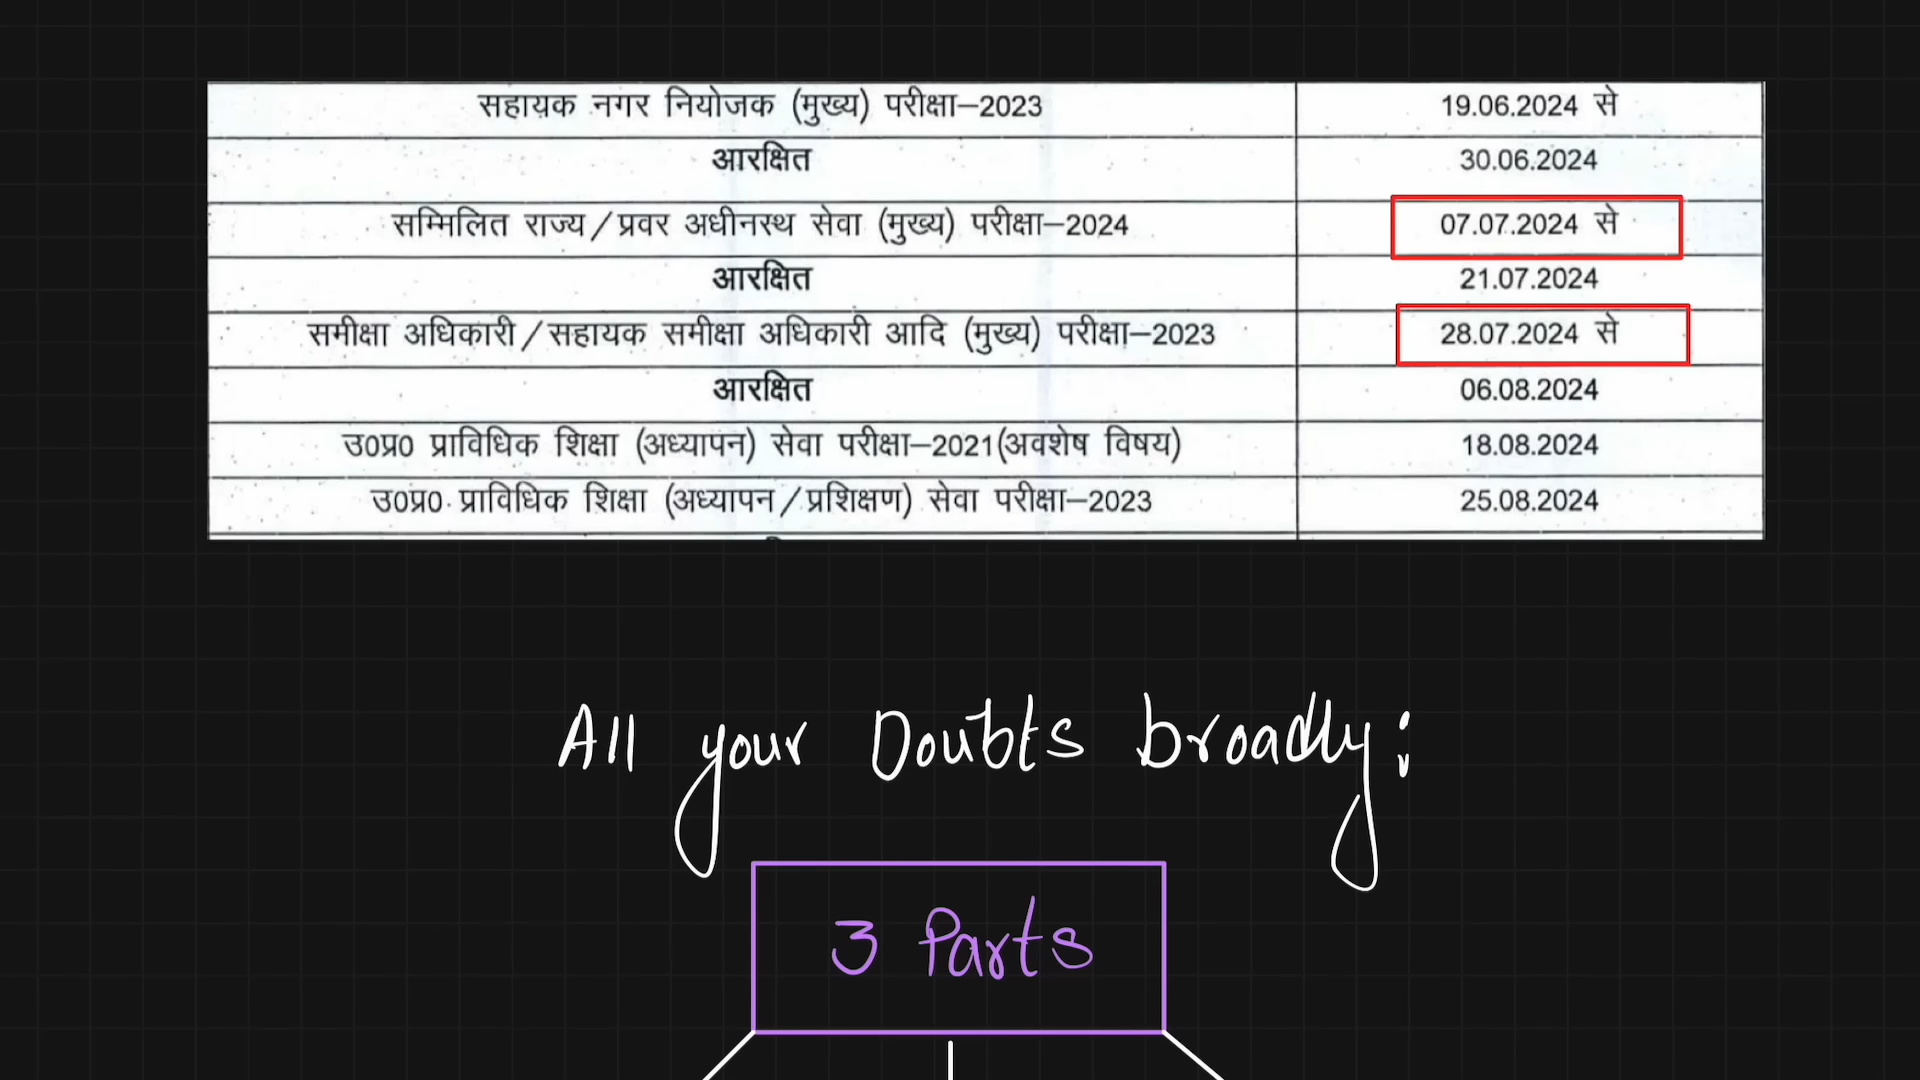 सहायक नगर नियोजक (मुख्य) परीक्षा–2023 19.06.2024 से
आरक्षित 30.06.2024
सम्मिलित राज्य/प्रवर अधीनस्थ सेवा (मुख्य) परीक्षा–2024 07.07.2024 से
आरक्षित 21.07.2024
समीक्षा अधिकारी/सहायक समीक्षा अधिकारी आदि (मुख्य) परीक्षा–2023 28.07.2024 से
आरक्षित 06.08.2024
उ0प्र0 प्राविधिक शिक्षा (अध्यापन) सेवा परीक्षा–2021(अवशेष विषय) 18.08.2024
उ0प्र0 प्राविधिक शिक्षा (अध्यापन/प्रशिक्षण) सेवा परीक्षा–2023 25.08.2024
All your Doubts broadly:
3 Parts